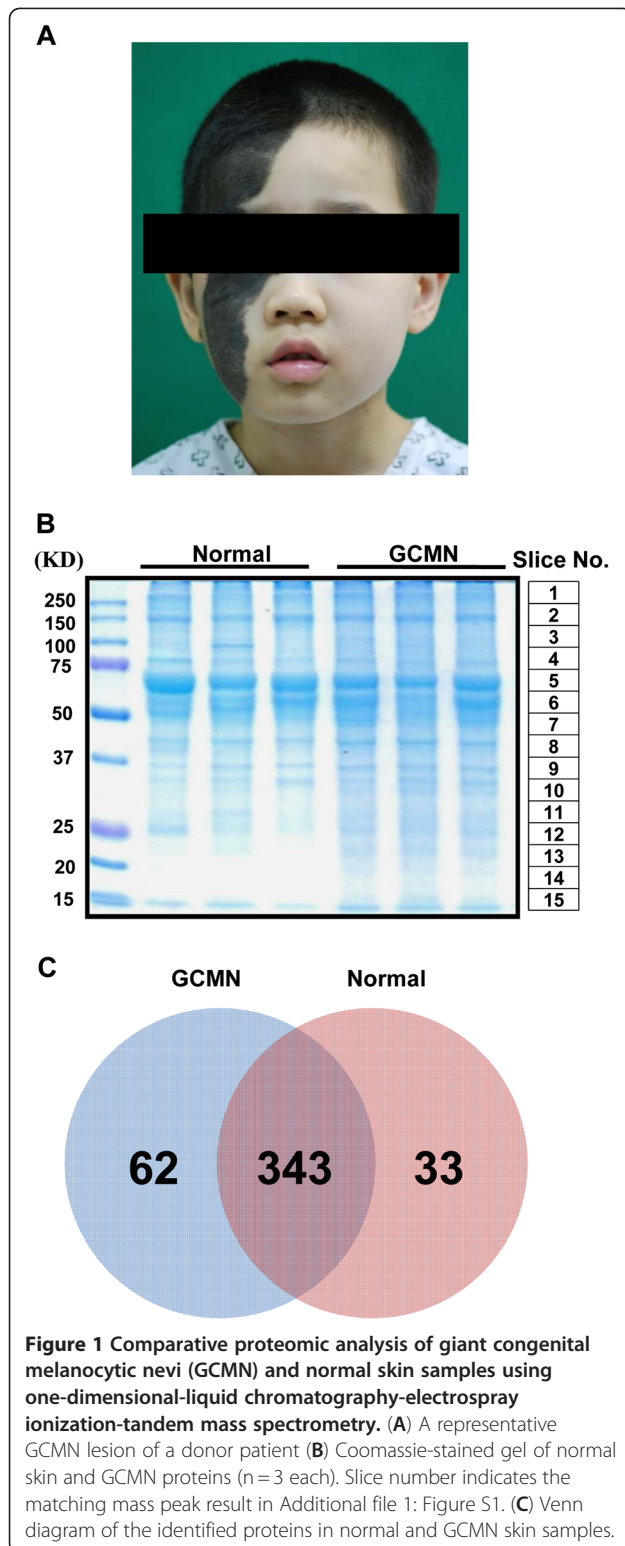 A
B
(KD)
Normal
GCMN
Slice No.
250
150
100
75
50
37
25
20
15
1
2
3
4
5
6
7
8
9
10
11
12
13
14
15
C
GCMN
Normal
62
343
33
Figure 1 Comparative proteomic analysis of giant congenital
melanocytic nevi (GCMN) and normal skin samples using
one-dimensional-liquid chromatography-electrospray
ionization-tandem mass spectrometry. (A) A representative
GCMN lesion of a donor patient (B) Coomassie-stained gel of normal
skin and GCMN proteins (n = 3 each). Slice number indicates the
matching mass peak result in Additional file 1: Figure S1. (C) Venn
diagram of the identified proteins in normal and GCMN skin samples.